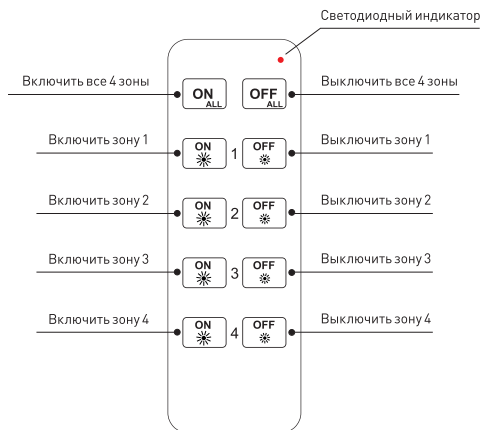 Светодиодный индикатор
Включить все 4 зоны
ON
ALL
OFF
ALL
Выключить все 4 зоны
Включить зону 1
ON
1
OFF
Выключить зону 1
Включить зону 2
ON
2
OFF
Выключить зону 2
Включить зону 3
ON
3
OFF
Выключить зону 3
Включить зону 4
ON
4
OFF
Выключить зону 4